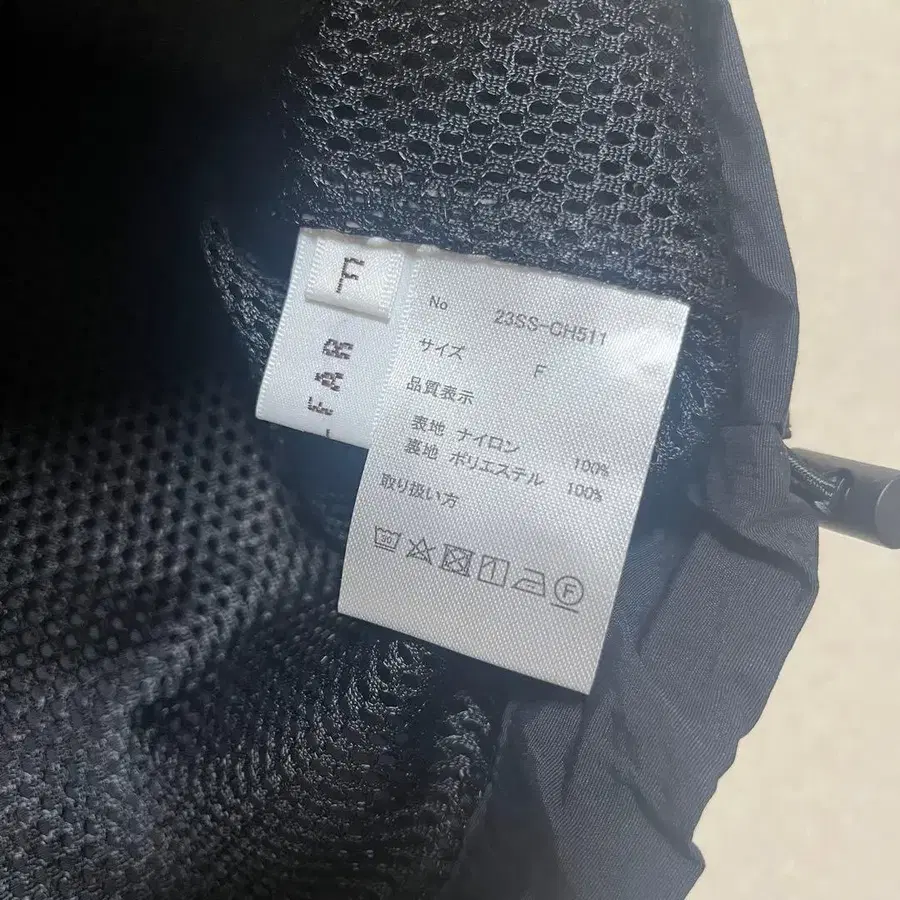 F
FAR
No 23SS-CH511
サイズ F
品質表示
表地 ナイロン 100%
裏地 ポリエステル 100%
取り扱い方
F